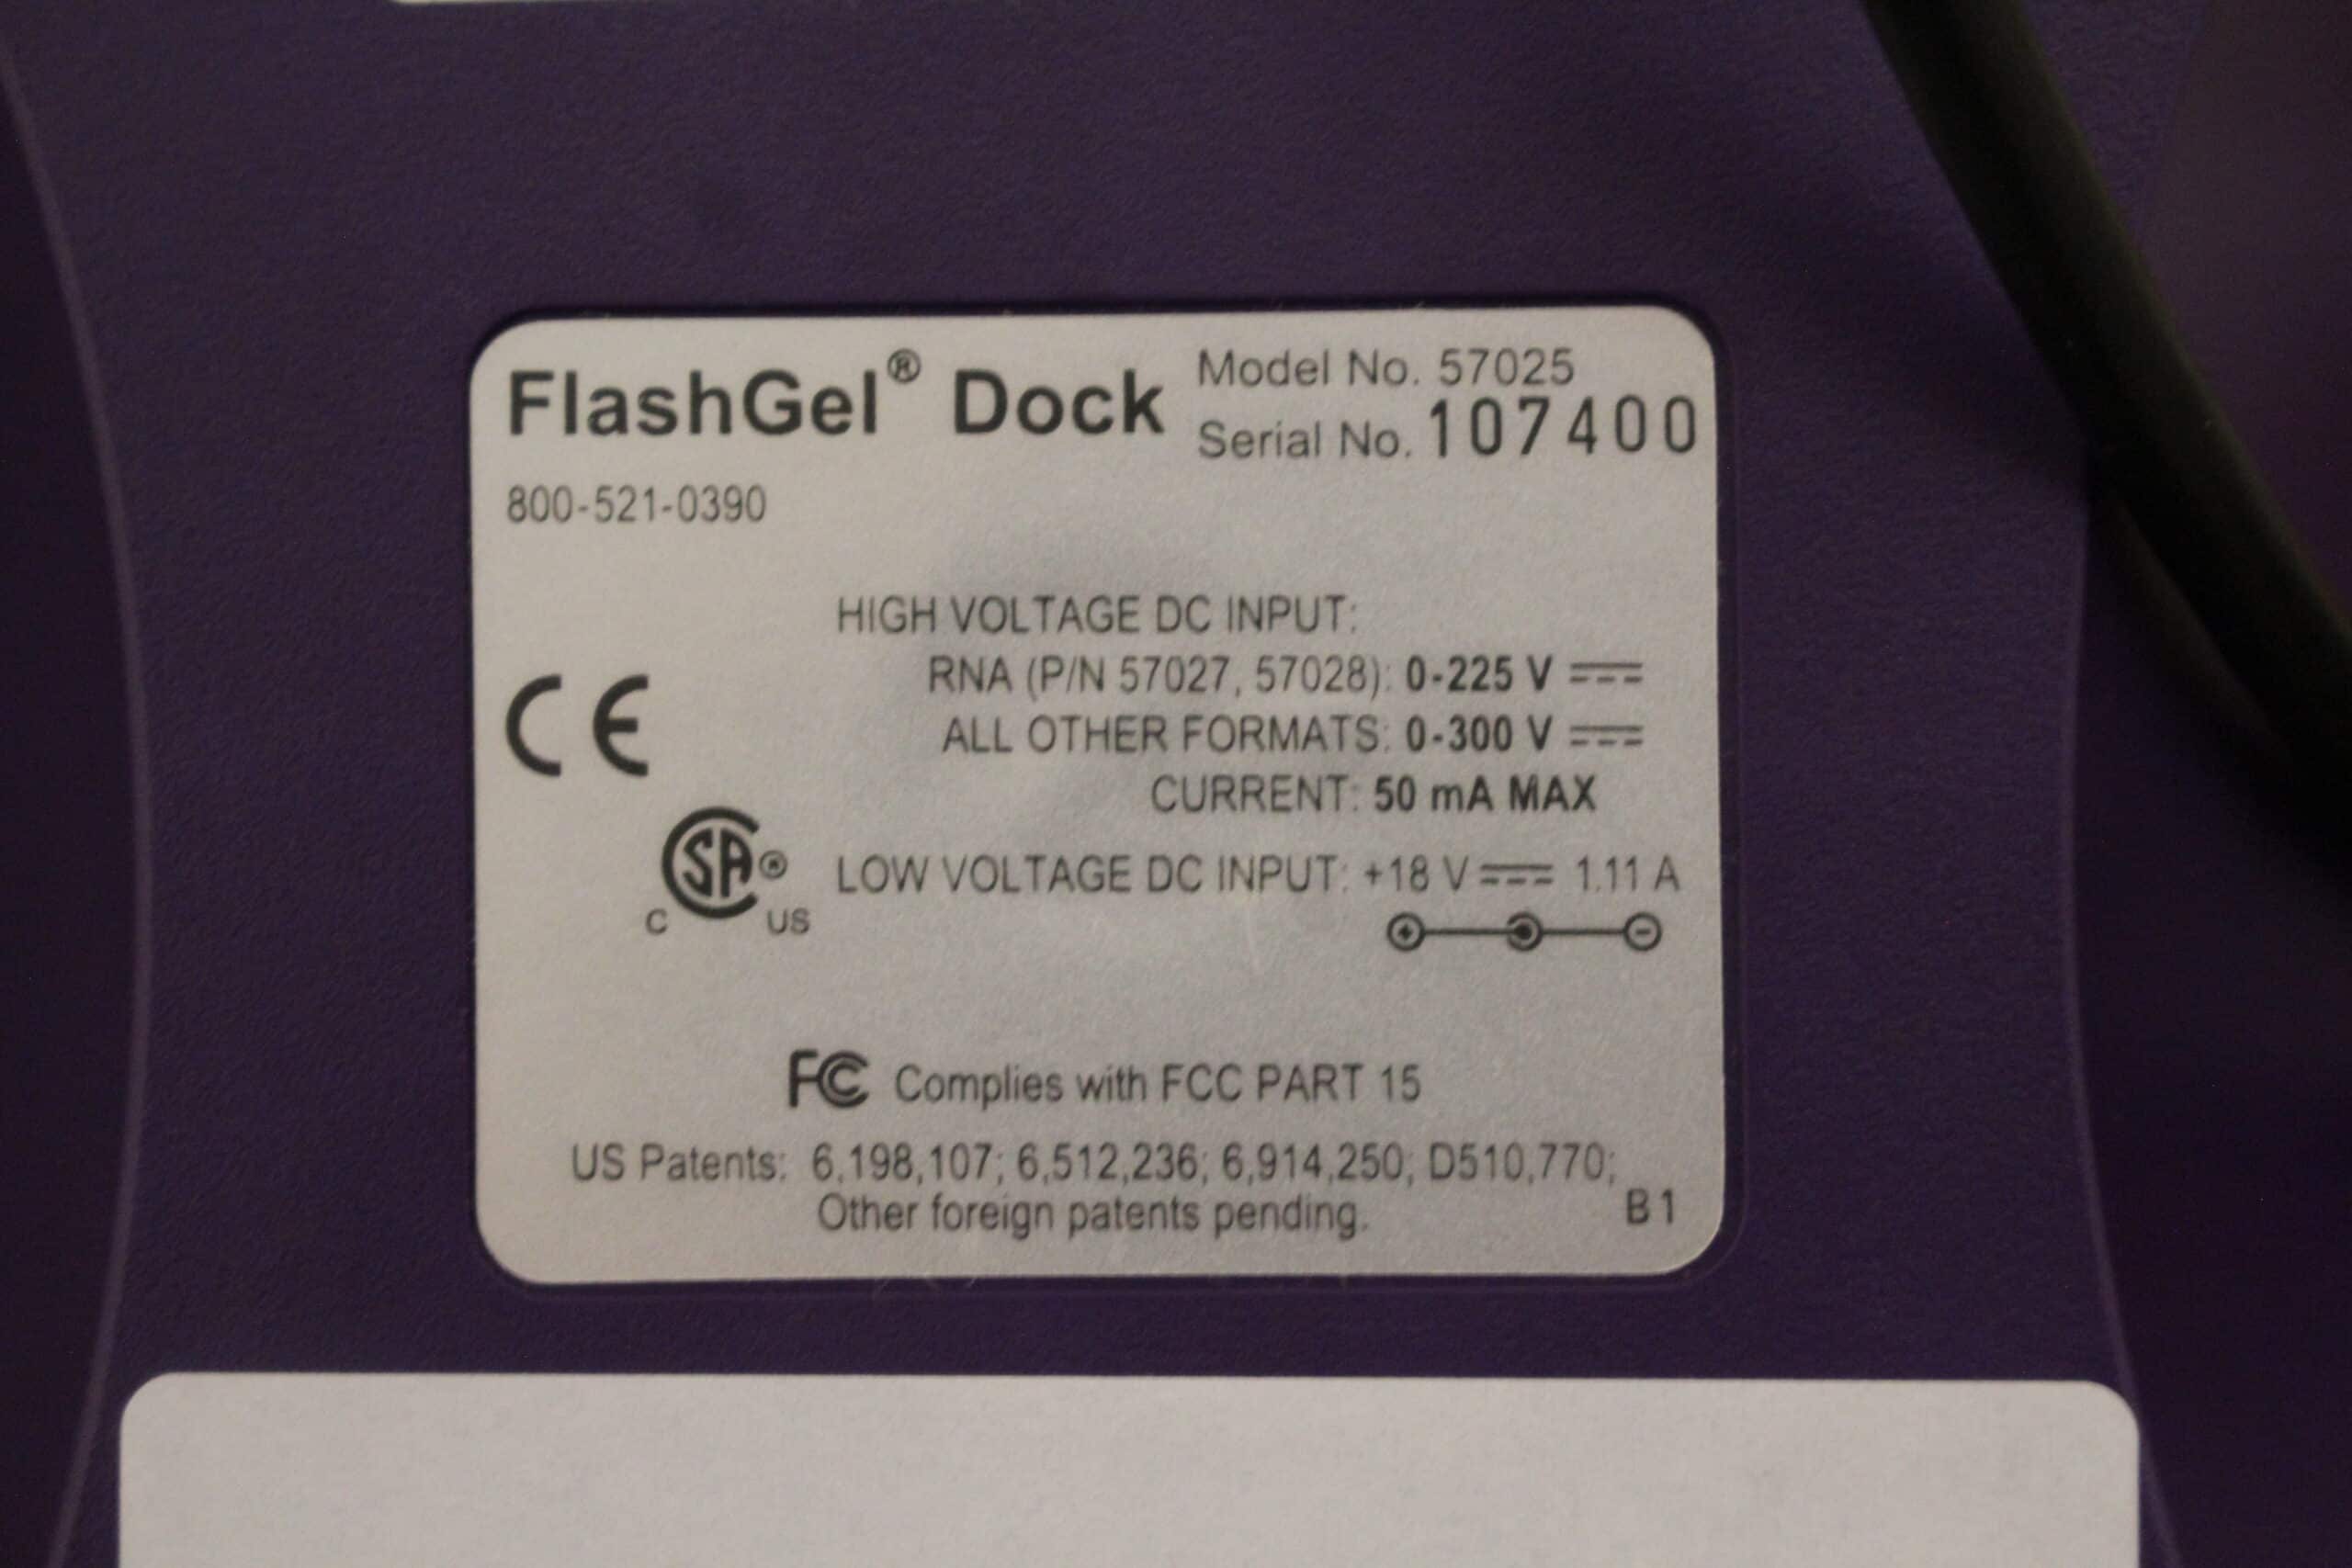 FlashGel® Dock
Model No. 57025
Serial No. 107400
800-521-0390
HIGH VOLTAGE DC INPUT:
RNA (P/N 57027, 57028): 0-225 V ⎓
ALL OTHER FORMATS: 0-300 V ⎓
CURRENT: 50 mA MAX
CE
CSA®
C US
LOW VOLTAGE DC INPUT: +18 V ⎓ 1.11 A
FC Complies with FCC PART 15
US Patents: 6,198,107; 6,512,236; 6,914,250; D510,770;
Other foreign patents pending.
B1